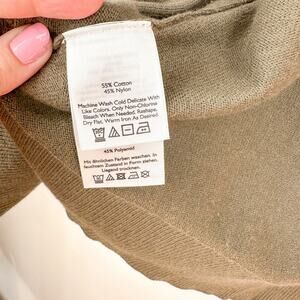 55% Cotton
45% Nylon
Machine Wash Cold Delicate With
Like Colors. Only Non-Chlorine
Bleach When Needed. Reshape,
Dry Flat, Warm Iron As Desired.
45% Polyamid
Mit ähnlichen Farben waschen. In
feuchtem Zustand in Form ziehen.
Liegend trocknen.